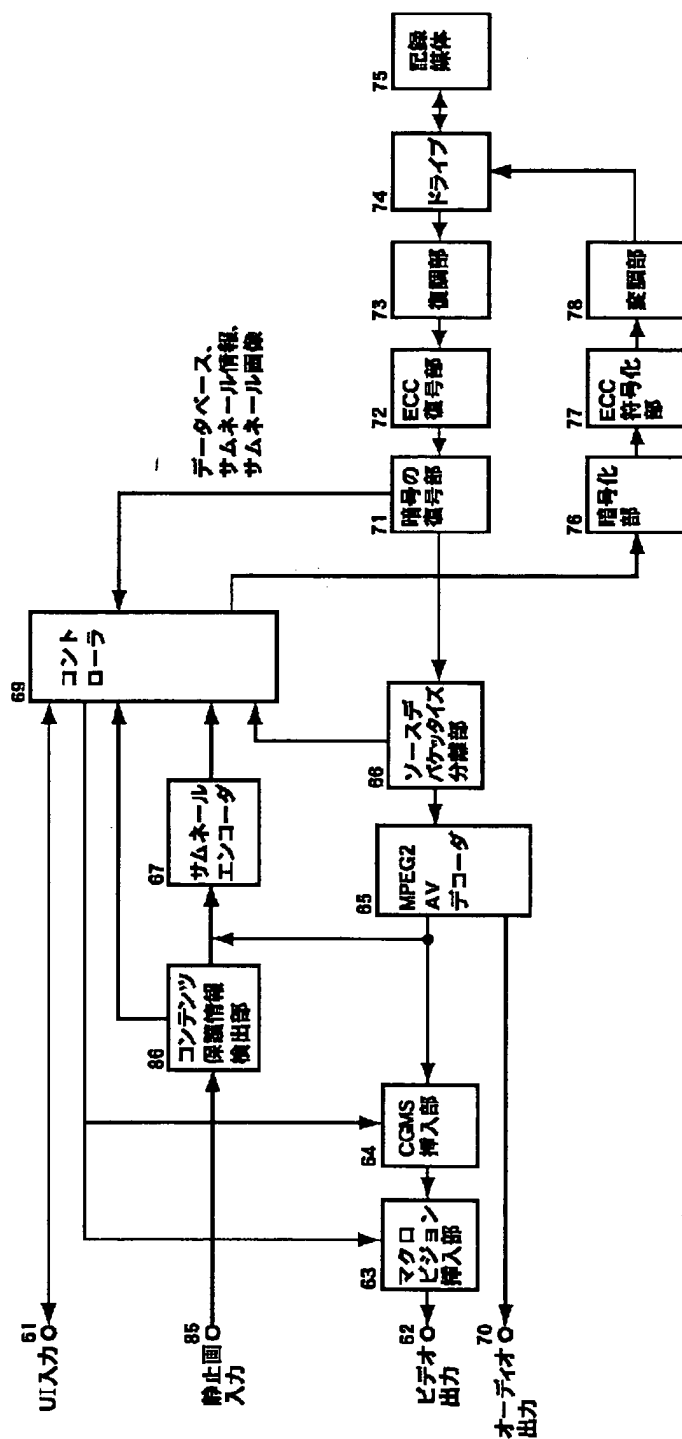 61
UI入力
85
静止画
入力
62
ビデオ
出力
70
オーディオ
出力
69
コント
ローラ
67
サムネール
エンコーダ
86
コンテンツ
保護情報
検出部
データベース、
サムネール情報、
サムネール画像
63
マクロ
ビジョン
挿入部
64
CGMS
挿入部
65
MPEG2
AV
デコーダ
66
ソースデ
パケッタイズ
分離部
71
暗号の
復号部
72
ECC
復号部
73
復調部
74
ドライブ
75
記録
媒体
76
暗号化
部
77
ECC
符号化
部
78
変調部